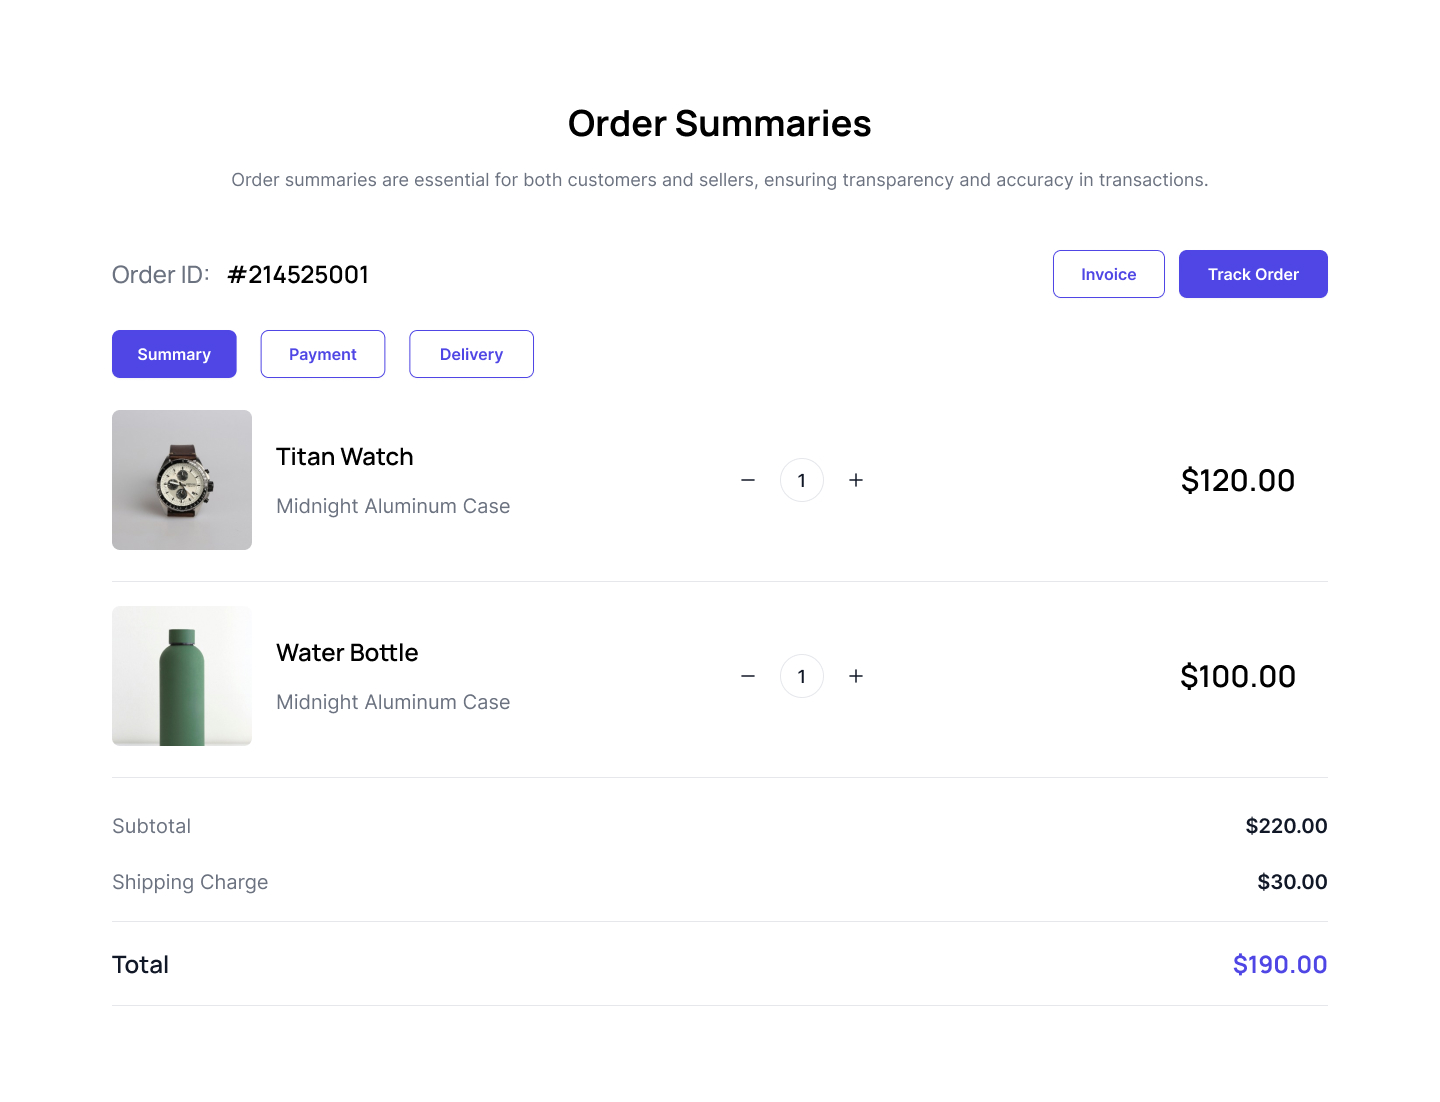 Order Summaries
Order summaries are essential for both customers and sellers, ensuring transparency and accuracy in transactions.
Order ID: #214525001
Invoice
Track Order
Summary
Payment
Delivery
Titan Watch
Midnight Aluminum Case
− 1 +
$120.00
Water Bottle
Midnight Aluminum Case
− 1 +
$100.00
Subtotal $220.00
Shipping Charge $30.00
Total $190.00